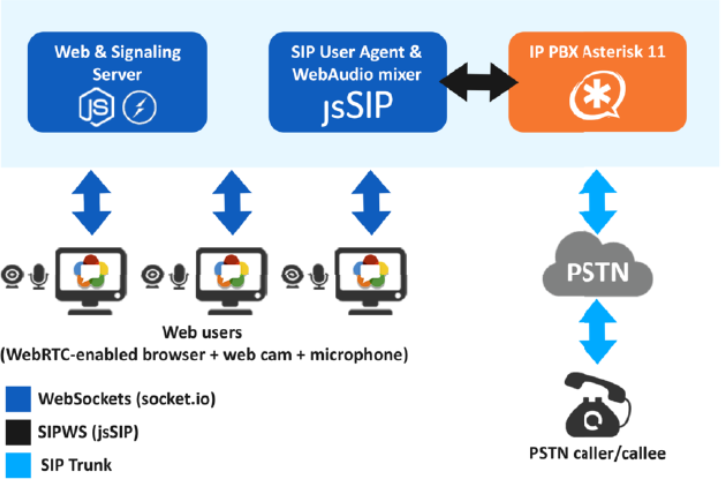 Web & Signaling
Server
JS
SIP User Agent &
WebAudio mixer
JsSIP
IP PBX Asterisk 11
PSTN
Web users
(WebRTC-enabled browser + web cam + microphone)
WebSockets (socket.io)
SIPWS (jsSIP)
SIP Trunk
PSTN caller/callee